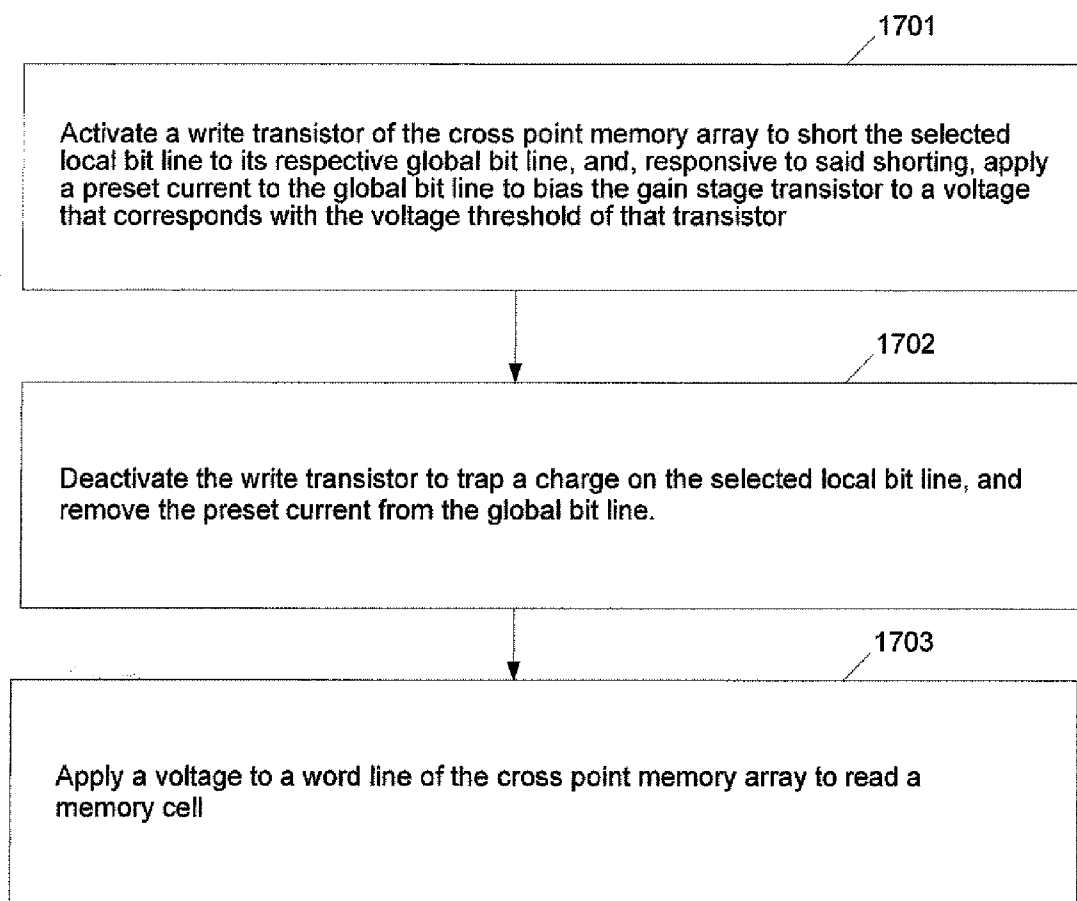 1701
Activate a write transistor of the cross point memory array to short the selected
local bit line to its respective global bit line, and, responsive to said shorting, apply
a preset current to the global bit line to bias the gain stage transistor to a voltage
that corresponds with the voltage threshold of that transistor
1702
Deactivate the write transistor to trap a charge on the selected local bit line, and
remove the preset current from the global bit line.
1703
Apply a voltage to a word line of the cross point memory array to read a
memory cell